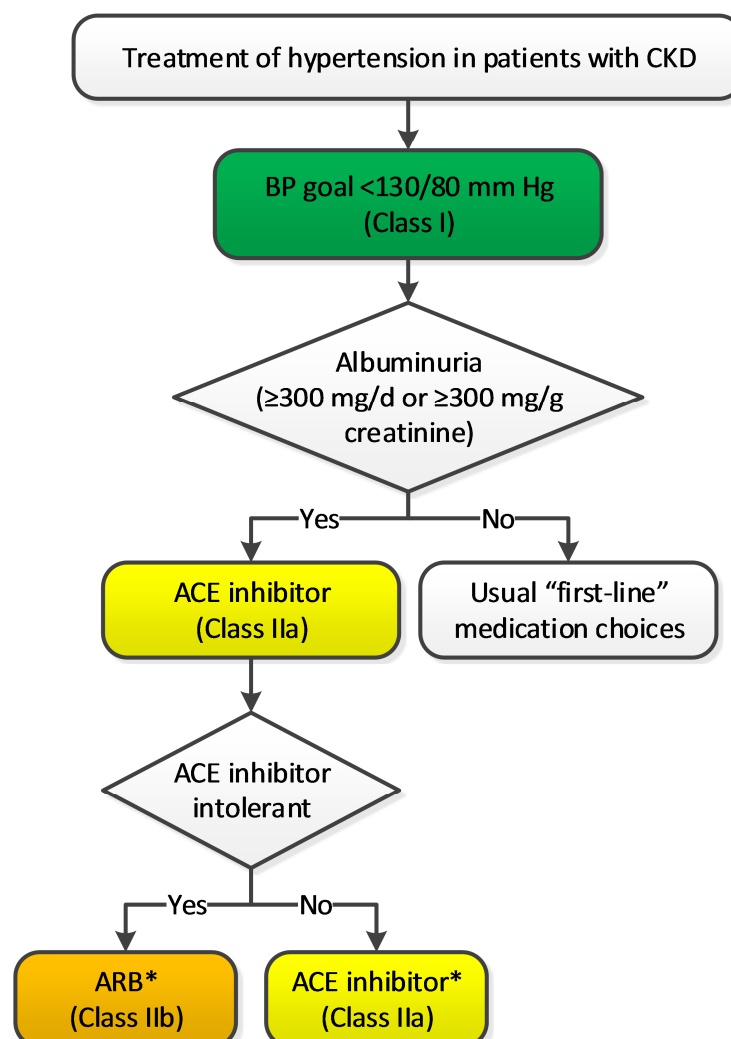 Treatment of hypertension in patients with CKD
BP goal <130/80 mm Hg
(Class I)
Albuminuria
(≥300 mg/d or ≥300 mg/g
creatinine)
Yes
No
ACE inhibitor
(Class IIa)
Usual “first-line”
medication choices
ACE inhibitor
intolerant
Yes
No
ARB*
(Class IIb)
ACE inhibitor*
(Class IIa)